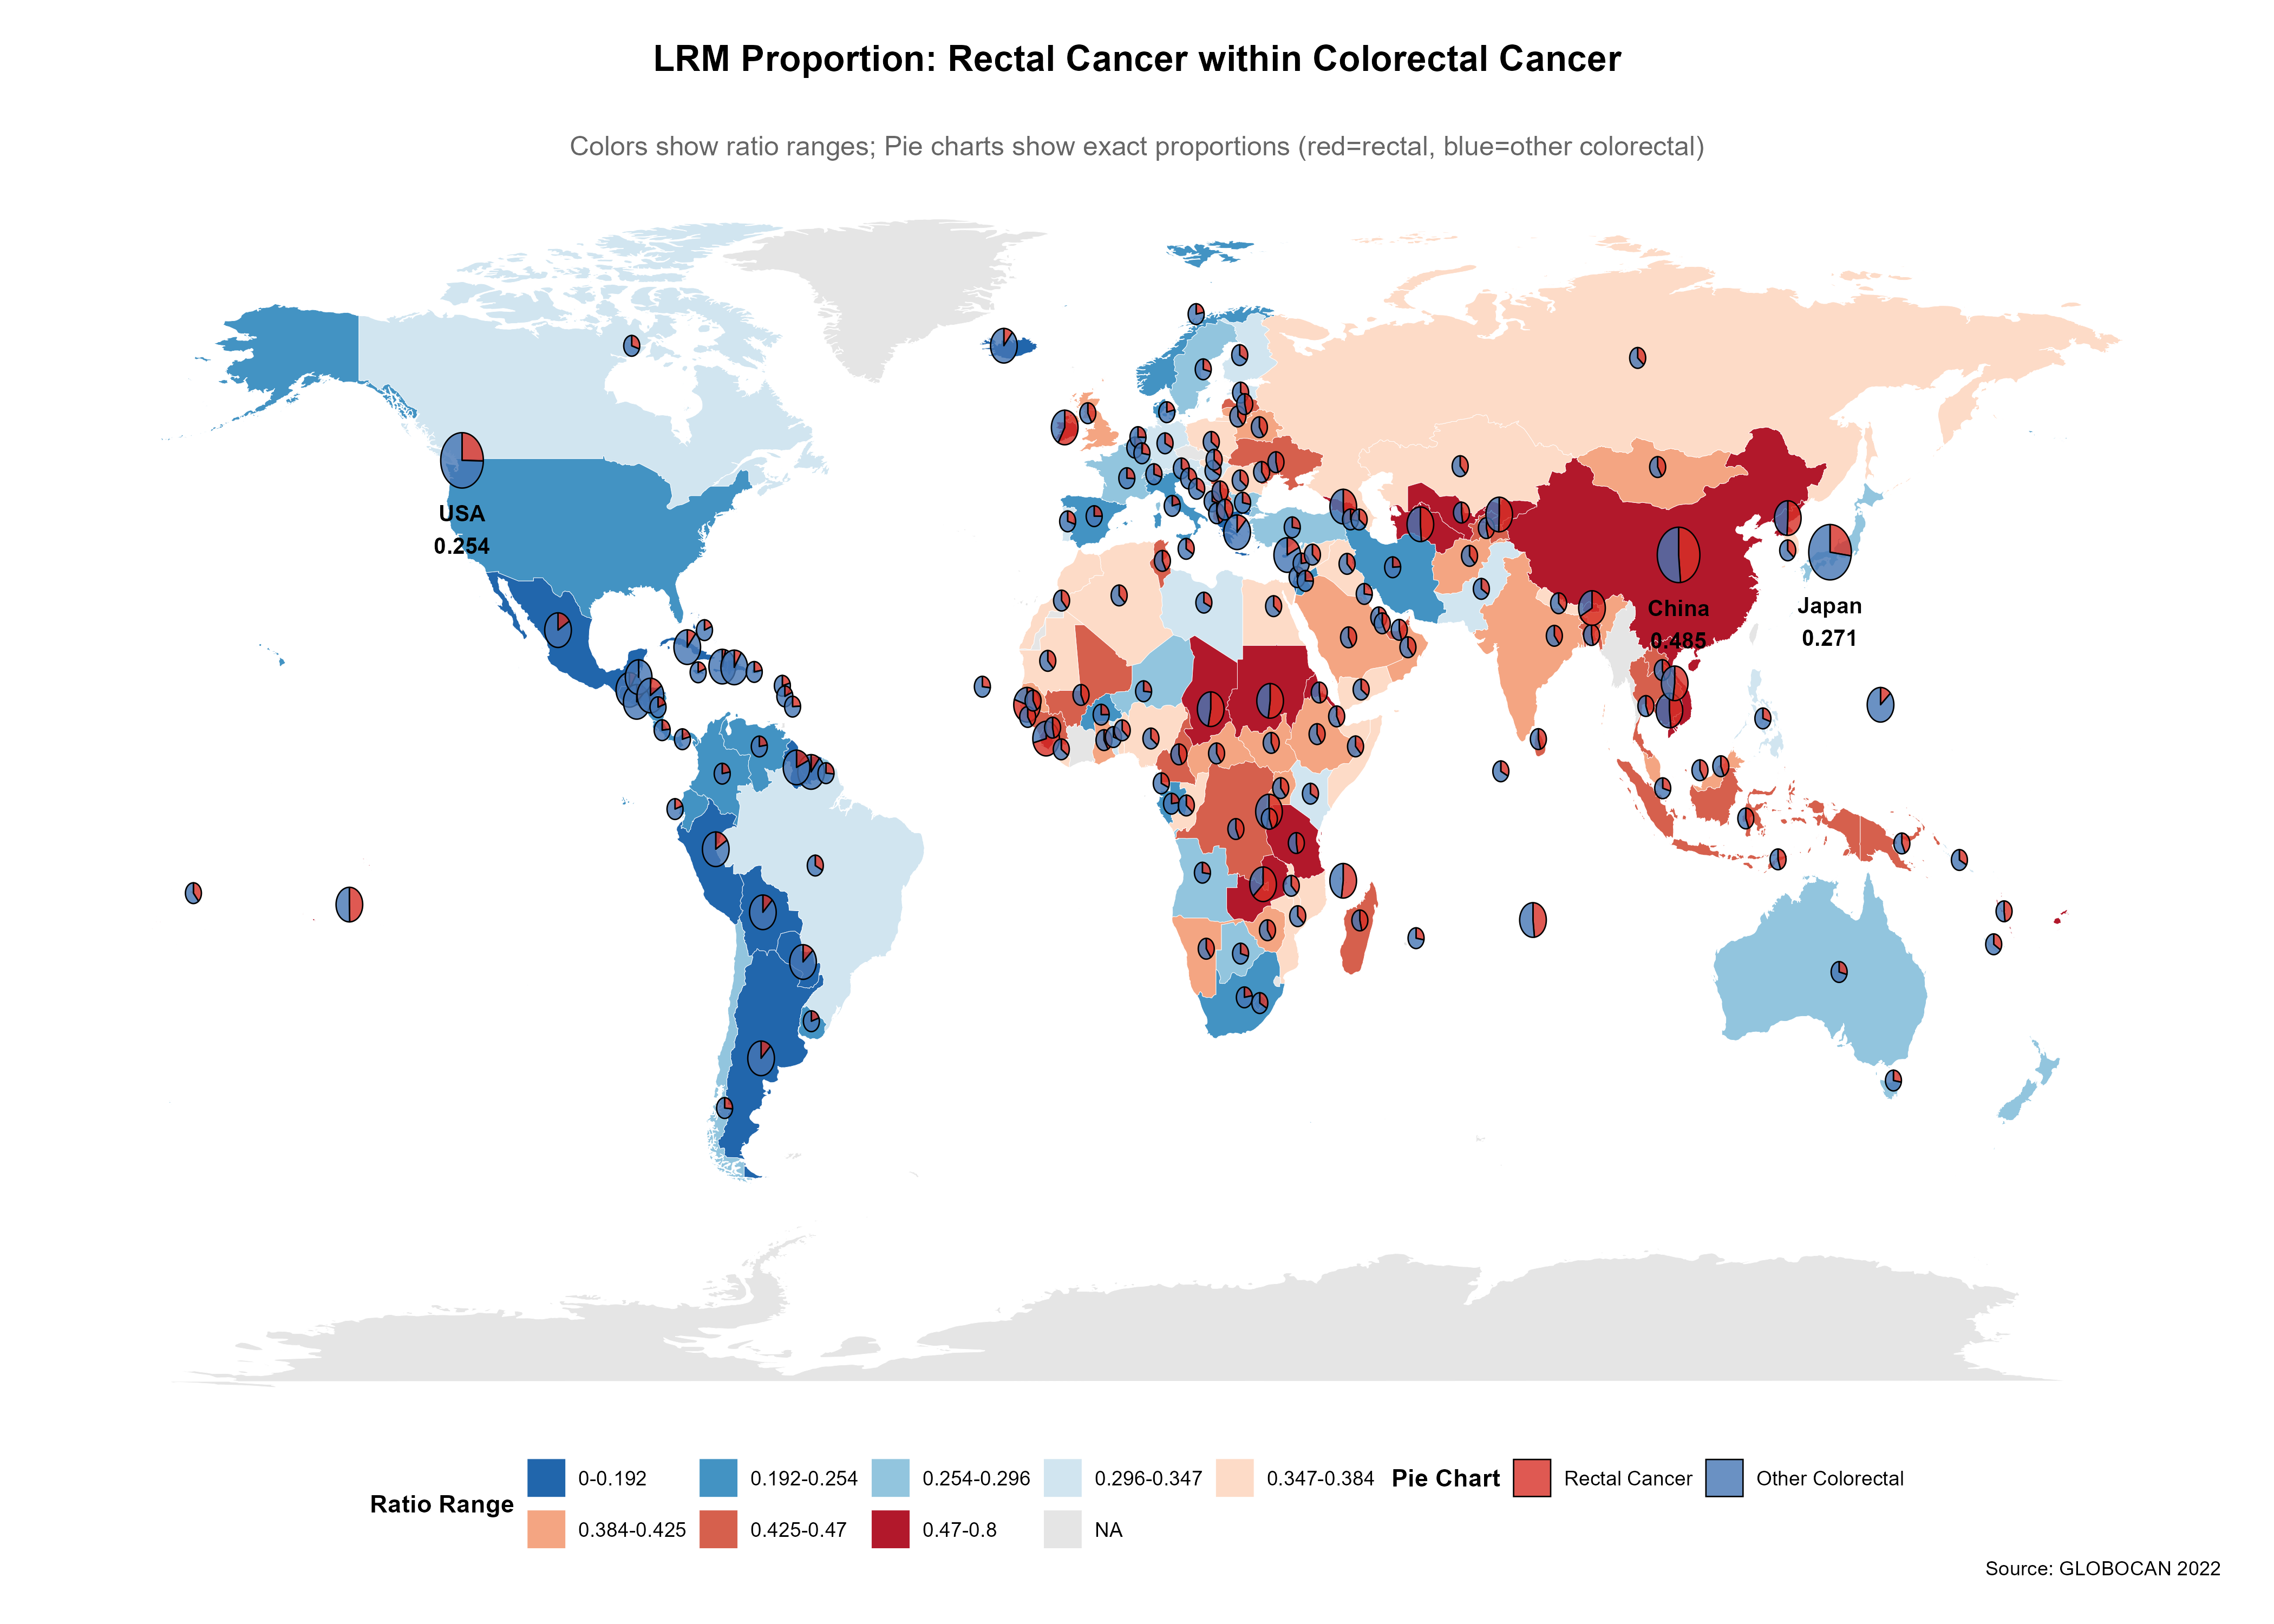 LRM Proportion: Rectal Cancer within Colorectal Cancer
Colors show ratio ranges; Pie charts show exact proportions (red=rectal, blue=other colorectal)
USA
0.254
China
0.485
Japan
0.271
Ratio Range
0-0.192
0.192-0.254
0.254-0.296
0.296-0.347
0.347-0.384
0.384-0.425
0.425-0.47
0.47-0.8
NA
Pie Chart
Rectal Cancer
Other Colorectal
Source: GLOBOCAN 2022